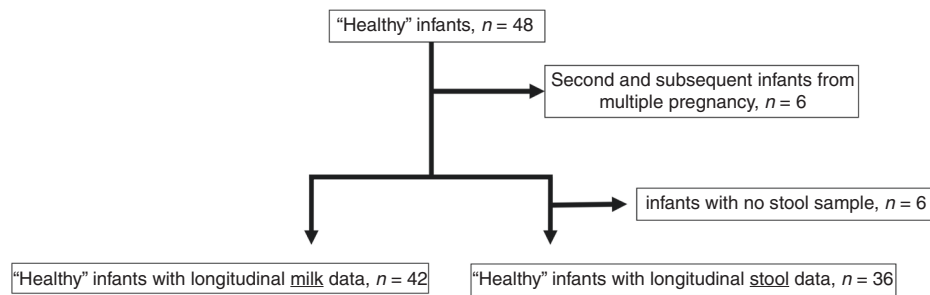 “Healthy” infants, n = 48
Second and subsequent infants from
multiple pregnancy, n = 6
infants with no stool sample, n = 6
“Healthy” infants with longitudinal milk data, n = 42
“Healthy” infants with longitudinal stool data, n = 36